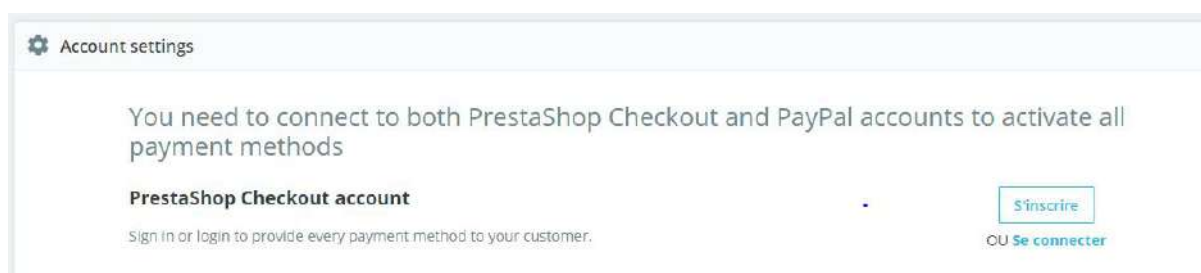 Account settings
You need to connect to both PrestaShop Checkout and PayPal accounts to activate all
payment methods
PrestaShop Checkout account
S'inscrire
Sign in or login to provide every payment method to your customer.
OU Se connecter